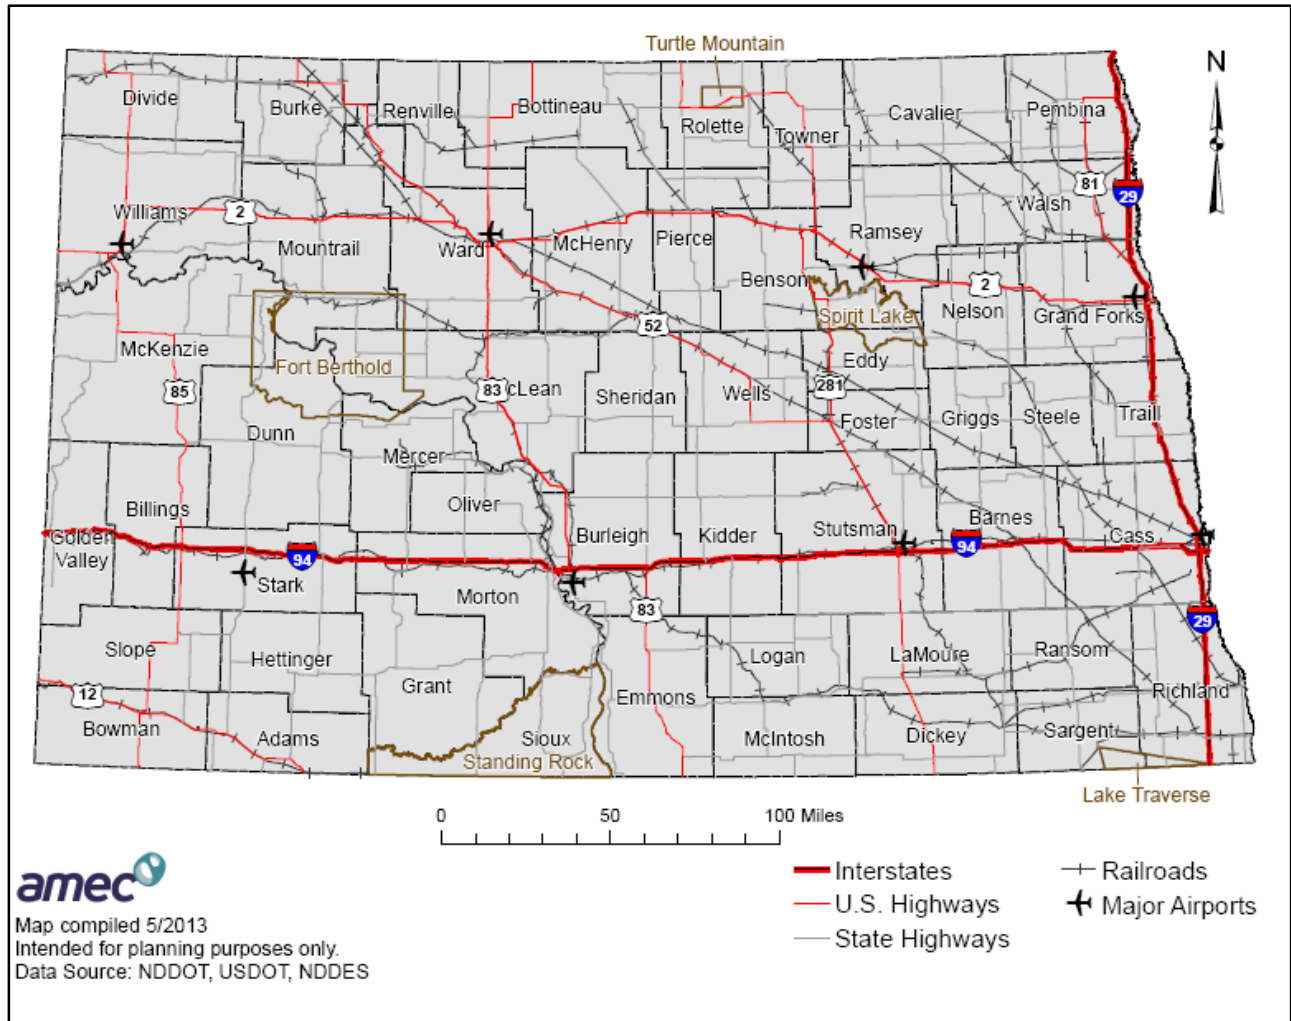 Turtle Mountain
N
Divide
Burke
Renville
Bottineau
Rolette
Towner
Cavalier
Pembina
81
29
Walsh
Williams
2
Mountrail
Ward
McHenry
Pierce
Ramsey
Benson
2
Nelson
Grand Forks
Spirit Lake
52
McKenzie
Fort Berthold
85
83
cLean
Sheridan
Wells
281
Eddy
Foster
Griggs
Steele
Traill
Dunn
Mercer
Oliver
Billings
Golden
Valley
94
Stark
Burleigh
Kidder
Stutsman
94
Barnes
Cass
Morton
83
29
Slope
Hettinger
Grant
Emmons
Logan
LaMoure
Ransom
Richland
12
Bowman
Adams
Sioux
Standing Rock
McIntosh
Dickey
Sargent
Lake Traverse
0 50 100 Miles
amec
Map compiled 5/2013
Intended for planning purposes only.
Data Source: NDDOT, USDOT, NDDES
Interstates
U.S. Highways
State Highways
Railroads
Major Airports